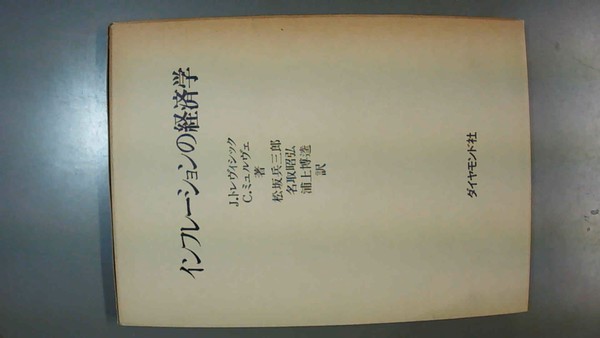 インフレーションの経済学
J.トレヴィシック
C.ミュルヴェ
著
松坂兵三郎
名取昭弘
浦上博逵
訳
ダイヤモンド社